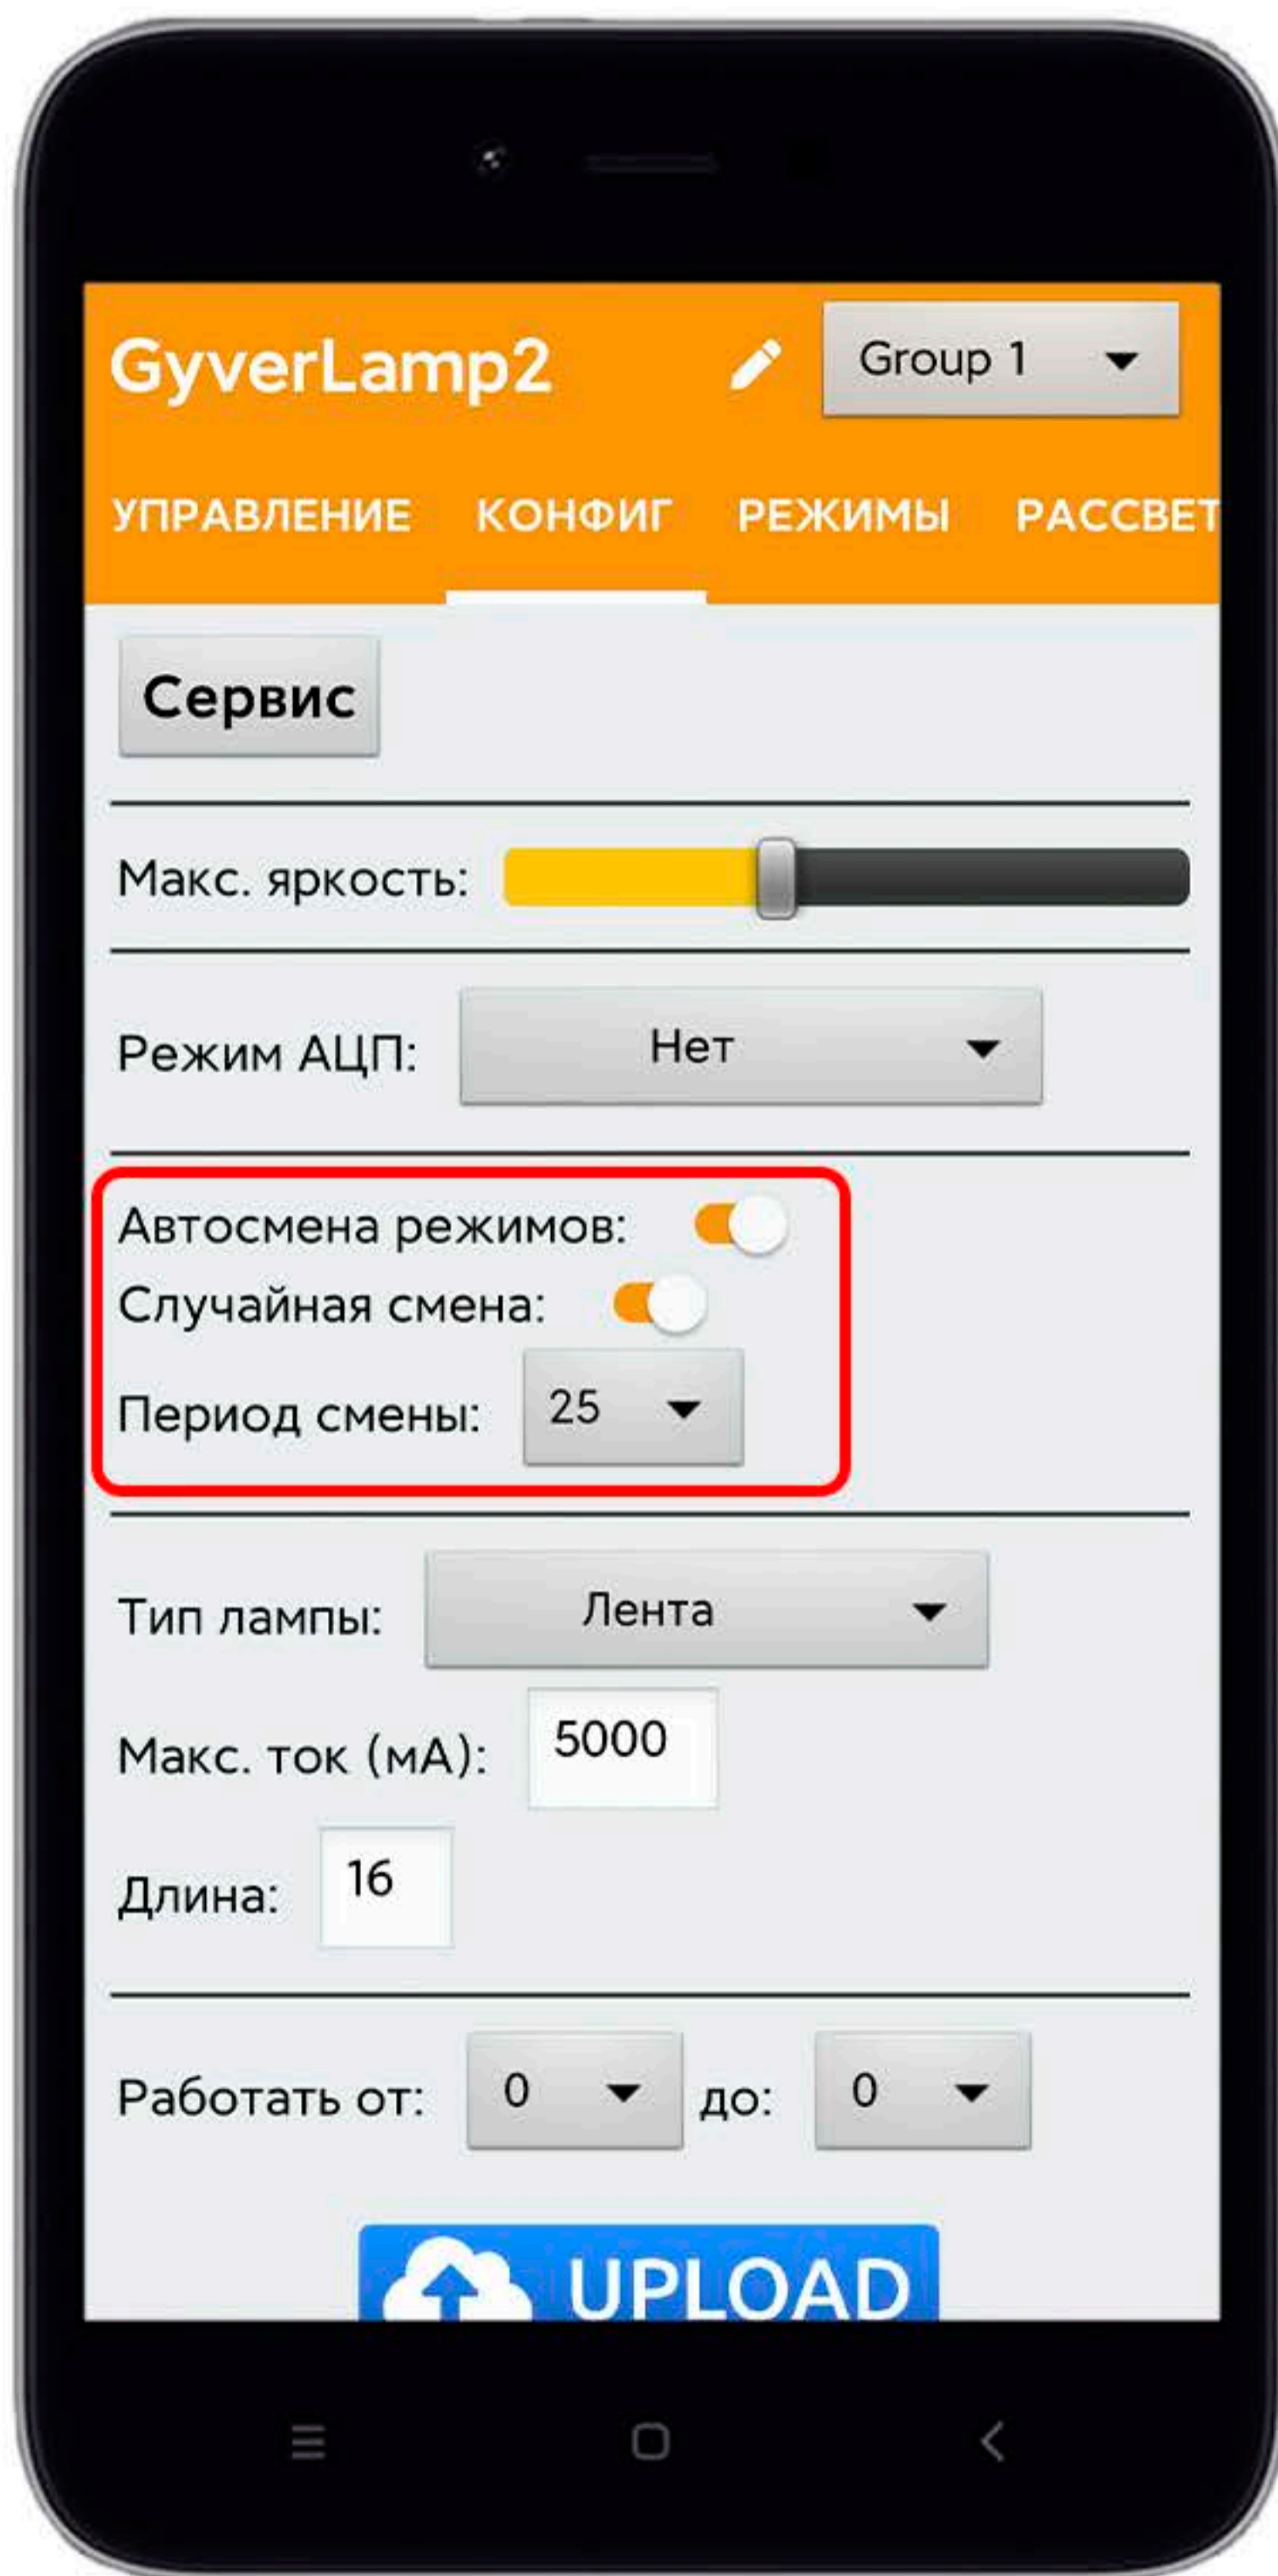 GyverLamp2 Group 1
УПРАВЛЕНИЕ КОНФИГ РЕЖИМЫ РАССВЕТ
Сервис
Макс. яркость:
Режим АЦП: Нет
Автосмена режимов:
Случайная смена:
Период смены: 25
Тип лампы: Лента
Макс. ток (мА): 5000
Длина: 16
Работать от: 0 до: 0
UPLOAD